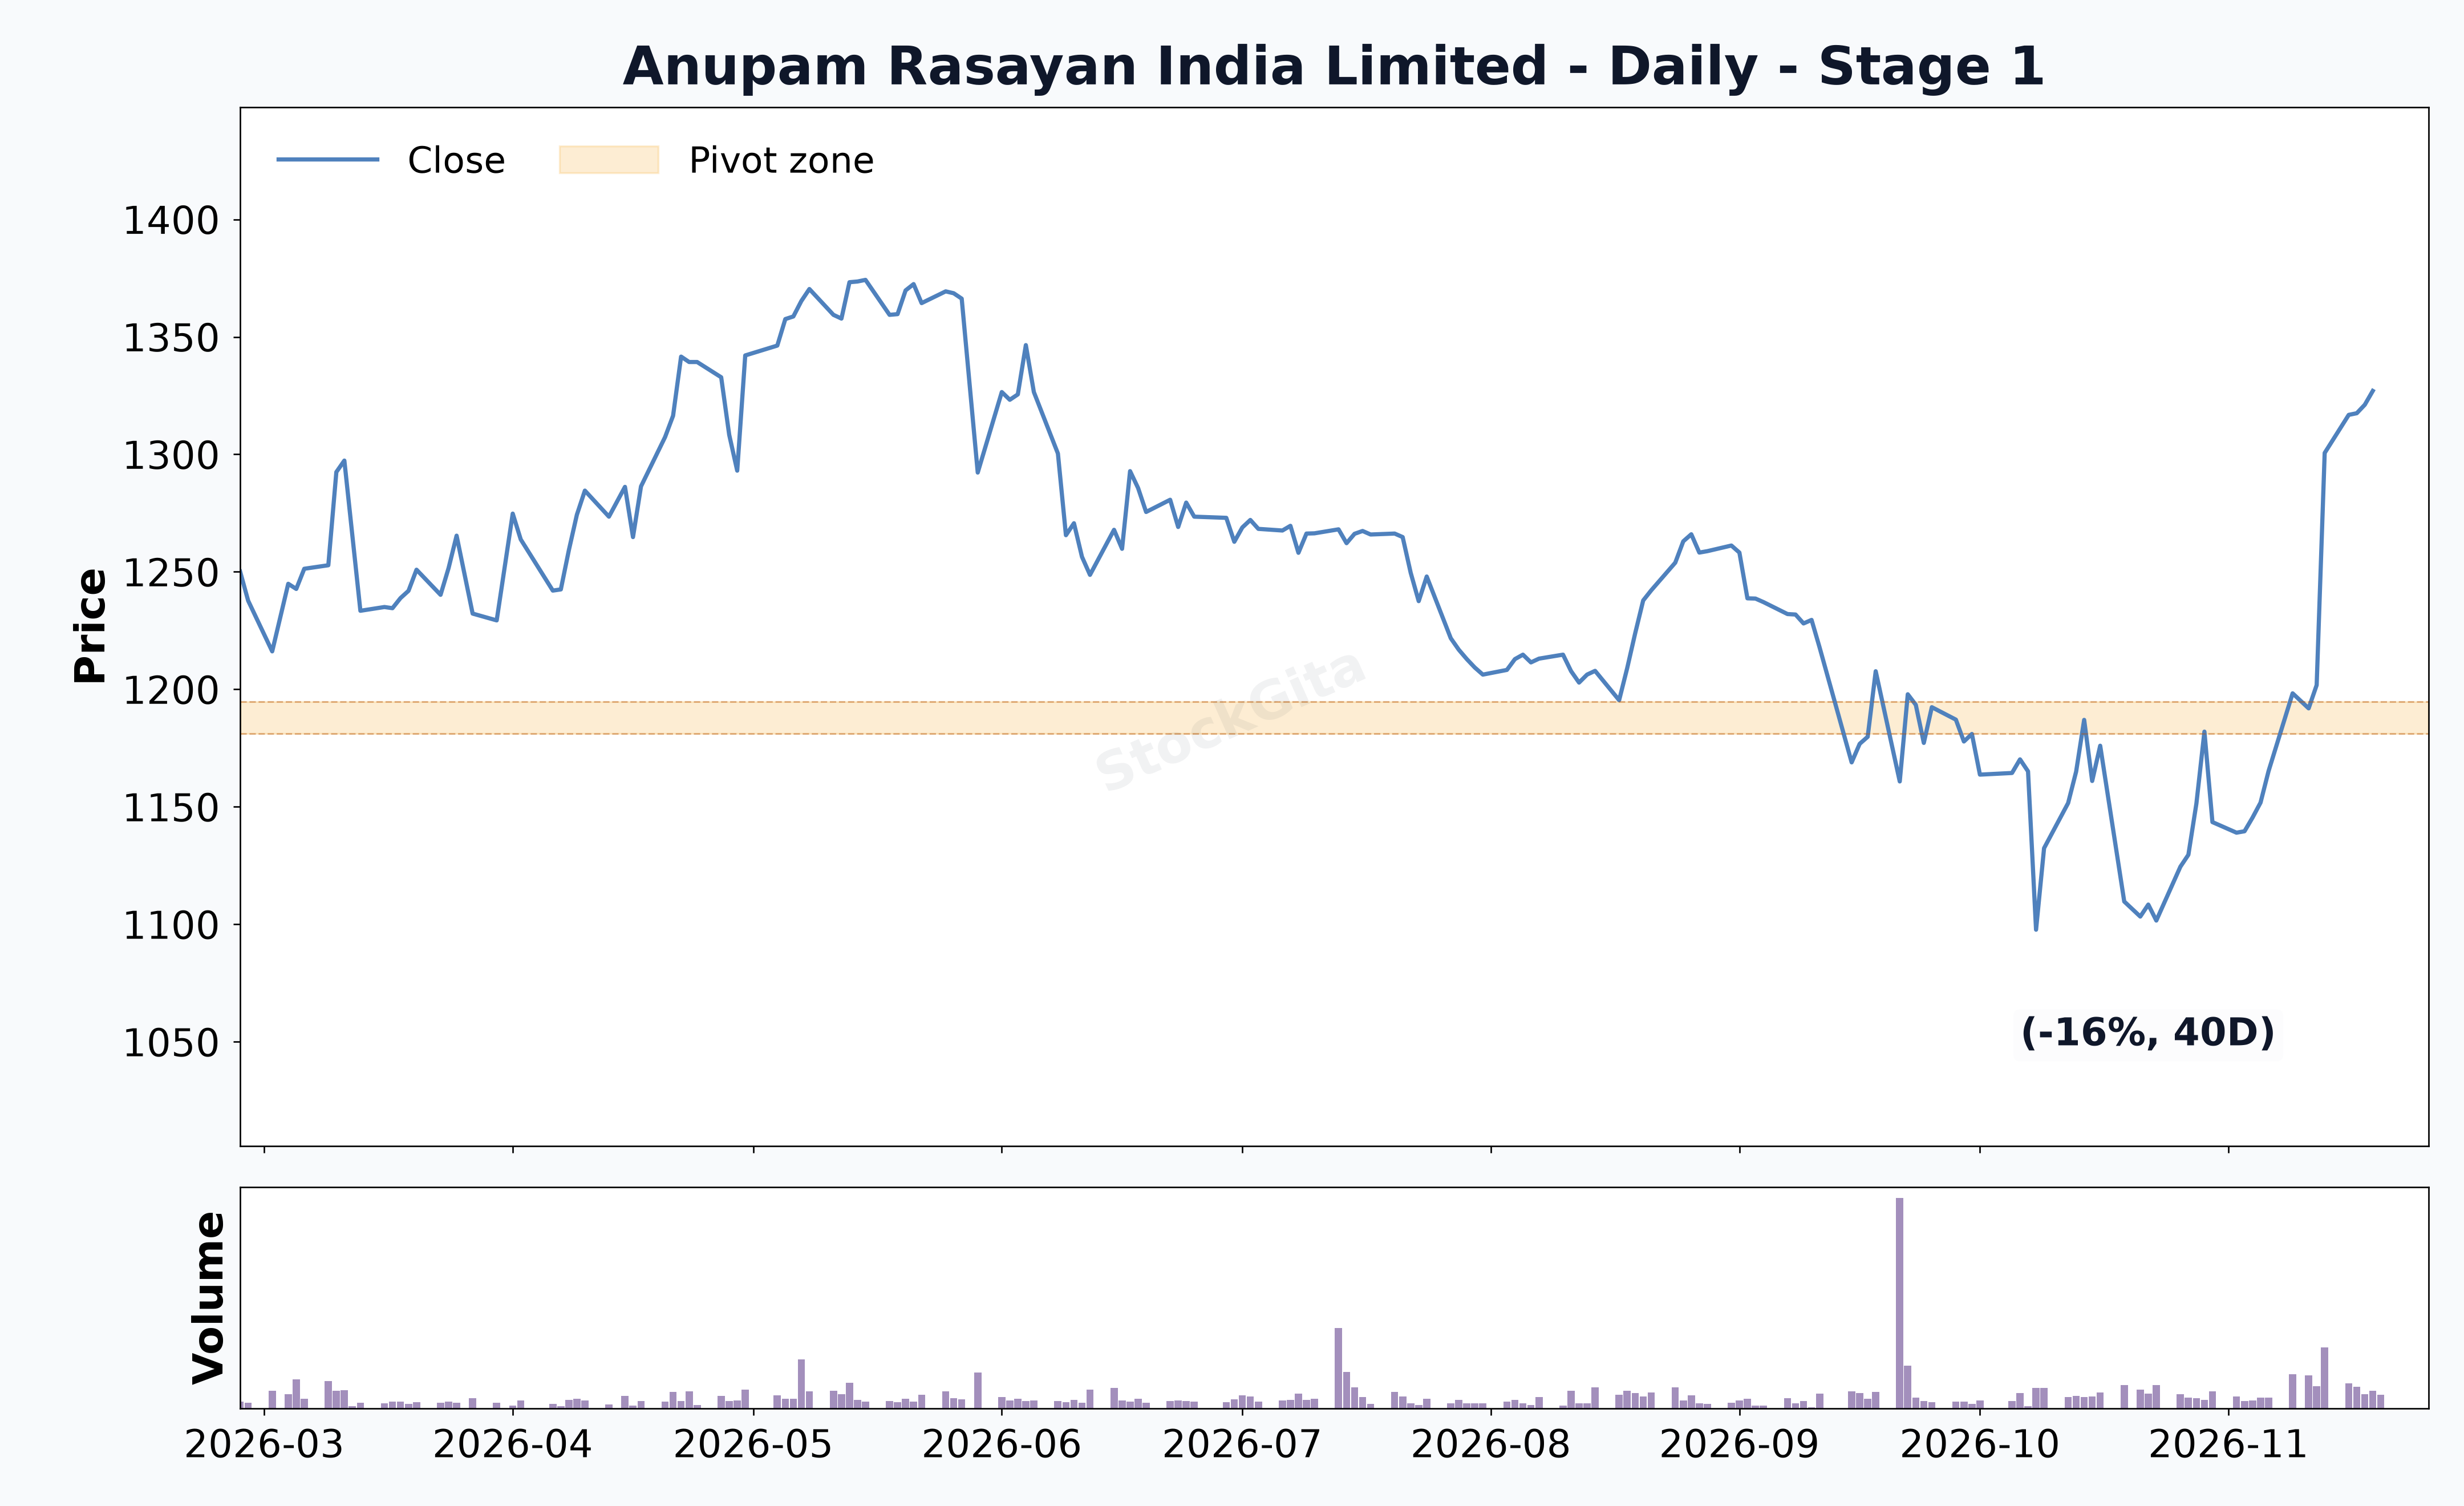 Anupam Rasayan India Limited - Daily - Stage 1
Close
Pivot zone
Price
1400
1350
1300
1250
1200
1150
1100
1050
StockGita
(-16%, 40D)
Volume
2026-03
2026-04
2026-05
2026-06
2026-07
2026-08
2026-09
2026-10
2026-11